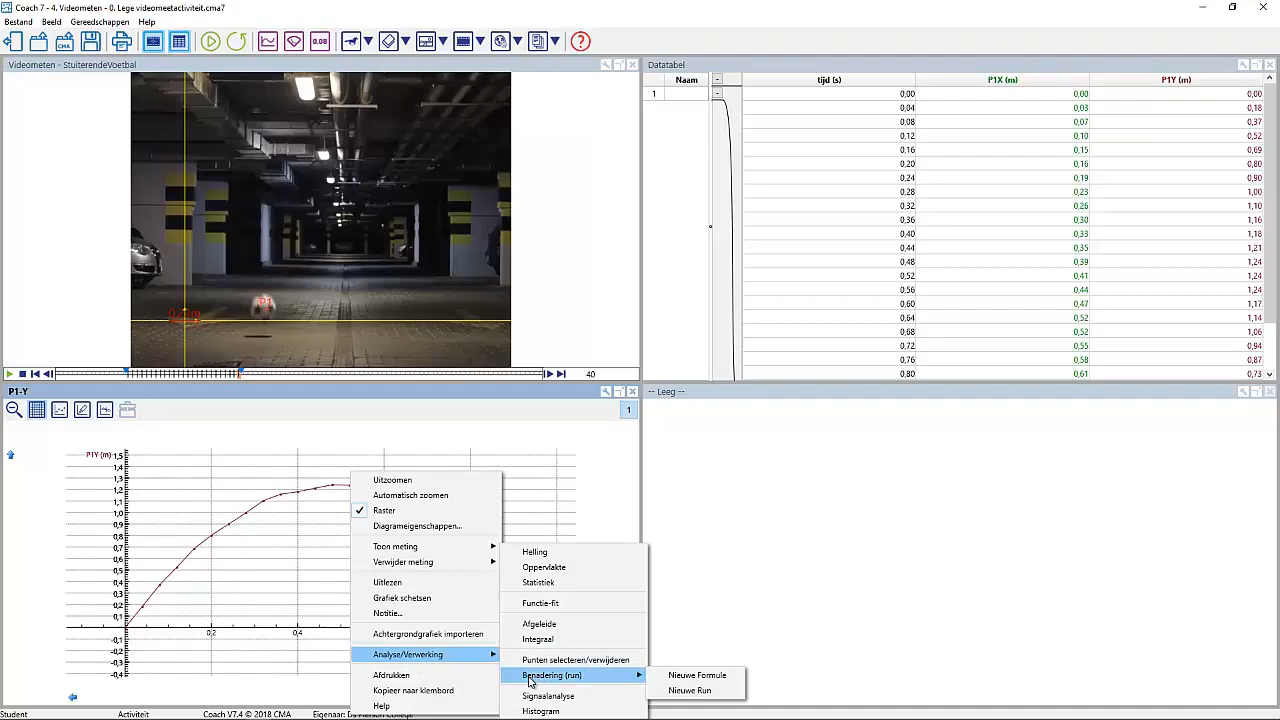 Coach 7 - 4. Videometen - 0. Lege videomeetactiviteit.cma7
Bestand Beeld Gereedschappen Help
CMA 0.08
Videometen - StuiterendeVoetbal
P1
40
Datatabel
Naam tijd (s) P1X (m) P1Y (m)
1 0,00 0,00 0,00
0,04 0,03 0,18
0,08 0,07 0,37
0,12 0,10 0,52
0,16 0,15 0,69
0,20 0,16 0,80
0,24 0,19 0,90
0,28 0,23 1,00
0,32 0,26 1,10
0,36 0,30 1,16
0,40 0,33 1,18
0,44 0,35 1,21
0,48 0,39 1,24
0,52 0,41 1,24
0,56 0,44 1,24
0,60 0,47 1,17
0,64 0,52 1,14
0,68 0,52 1,06
0,72 0,55 0,94
0,76 0,58 0,87
0,80 0,61 0,73
P1-Y
1
P1Y (m) 1,5
1,4
1,3
1,2
1,1
1,0
0,9
0,8
0,7
0,6
0,5
0,4
0,3
0,2
0,1
-0,1
-0,2
-0,3
-0,4
0,2 0,4
Uitzoomen
Automatisch zoomen
Raster
Diagrameigenschappen...
Toon meting
Verwijder meting
Uitlezen
Grafiek schetsen
Notitie...
Achtergrondgrafiek importeren
Analyse/Verwerking
Afdrukken
Kopieer naar klembord
Help
Helling
Oppervlakte
Statistiek
Functie-fit
Afgeleide
Integraal
Punten selecteren/verwijderen
Benadering (run)
Signaalanalyse
Histogram
Nieuwe Formule
Nieuwe Run
-- Leeg --
Student Activiteit Coach V7.4 © 2018 CMA Eigenaar: Ds Pierson College